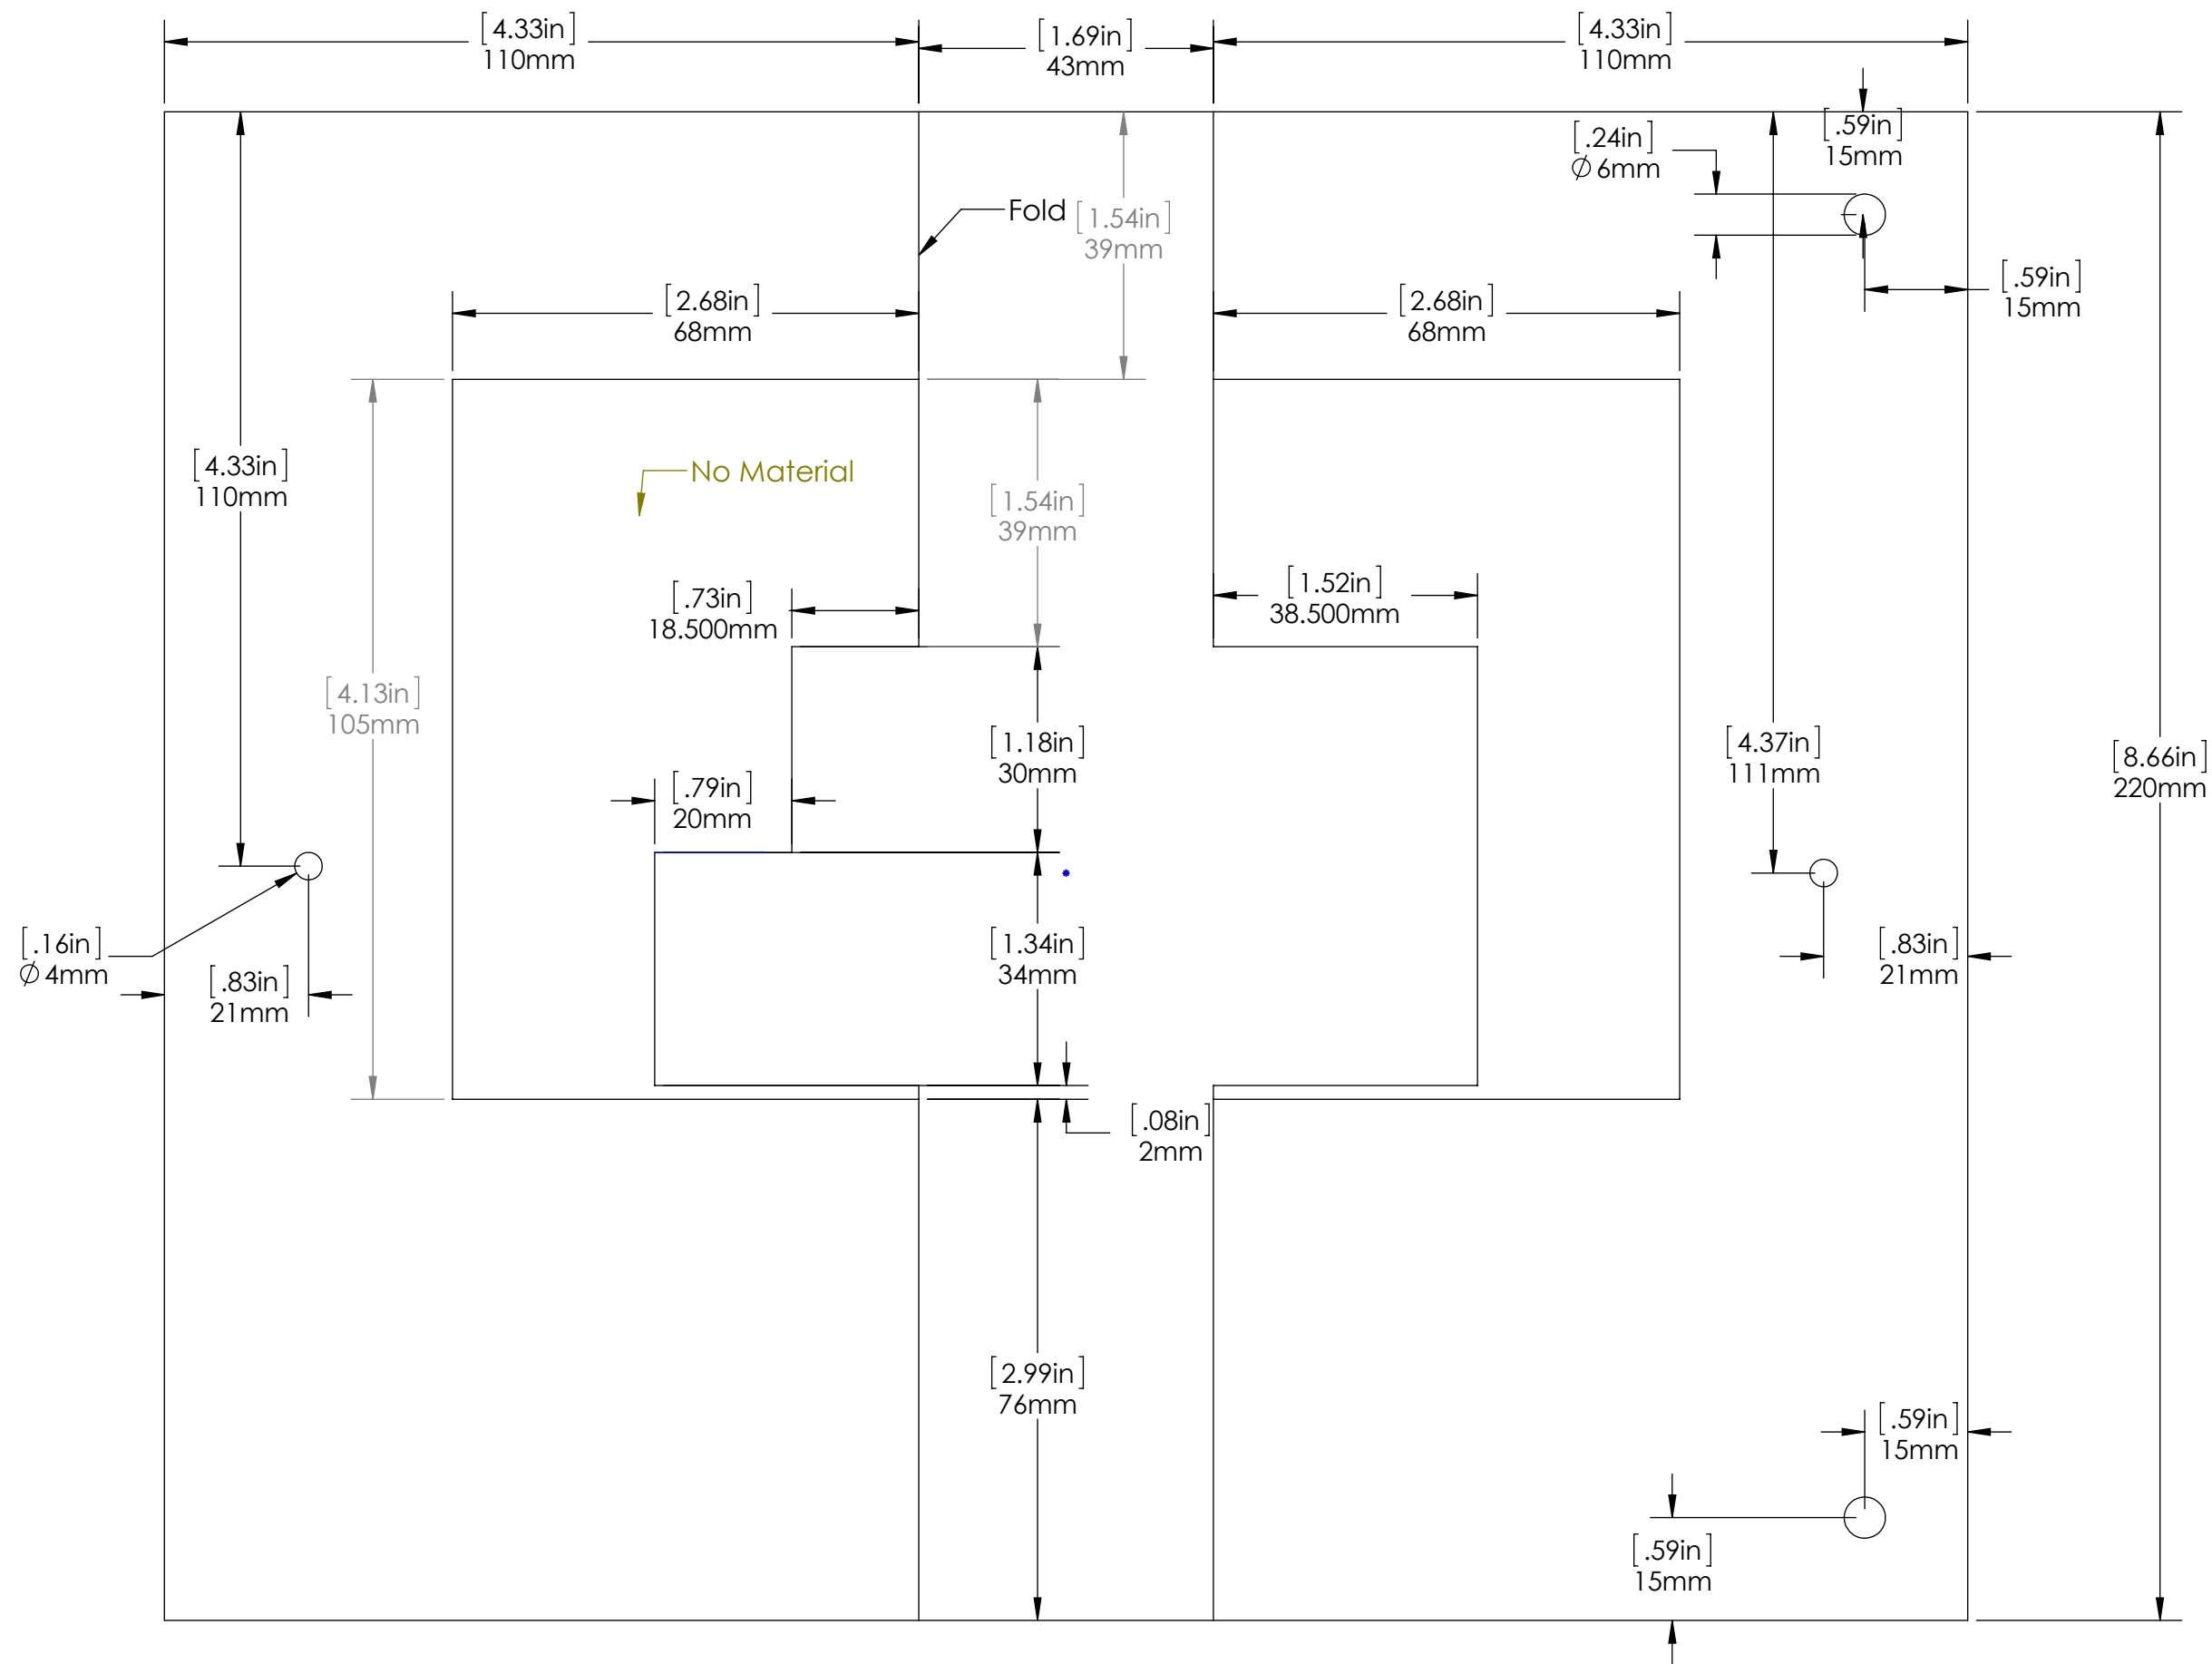 [4.33in]
110mm
[1.69in]
43mm
[4.33in]
110mm
[.59in]
15mm
[.24in]
∅ 6mm
Fold
[1.54in]
39mm
[.59in]
15mm
[2.68in]
68mm
[2.68in]
68mm
[4.33in]
110mm
No Material
[1.54in]
39mm
[.73in]
18.500mm
[1.52in]
38.500mm
[4.13in]
105mm
[1.18in]
30mm
[4.37in]
111mm
[8.66in]
220mm
[.79in]
20mm
[.16in]
∅ 4mm
[.83in]
21mm
[1.34in]
34mm
[.83in]
21mm
[.08in]
2mm
[2.99in]
76mm
[.59in]
15mm
[.59in]
15mm